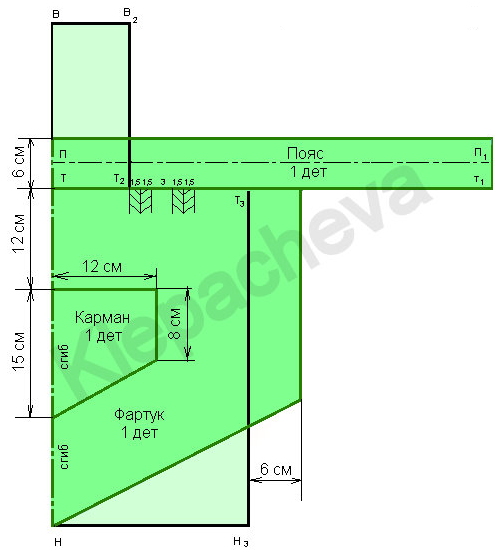 В В2
6 см
П Пояс П1
1 дет
Т Т2 1,5 1,5 3 1,5 1,5 Т3 Т1
12 см
12 см
15 см
Карман
1 дет
8 см
сгиб
Фартук
1 дет
сгиб
6 см
Н Н3
Klepacheva